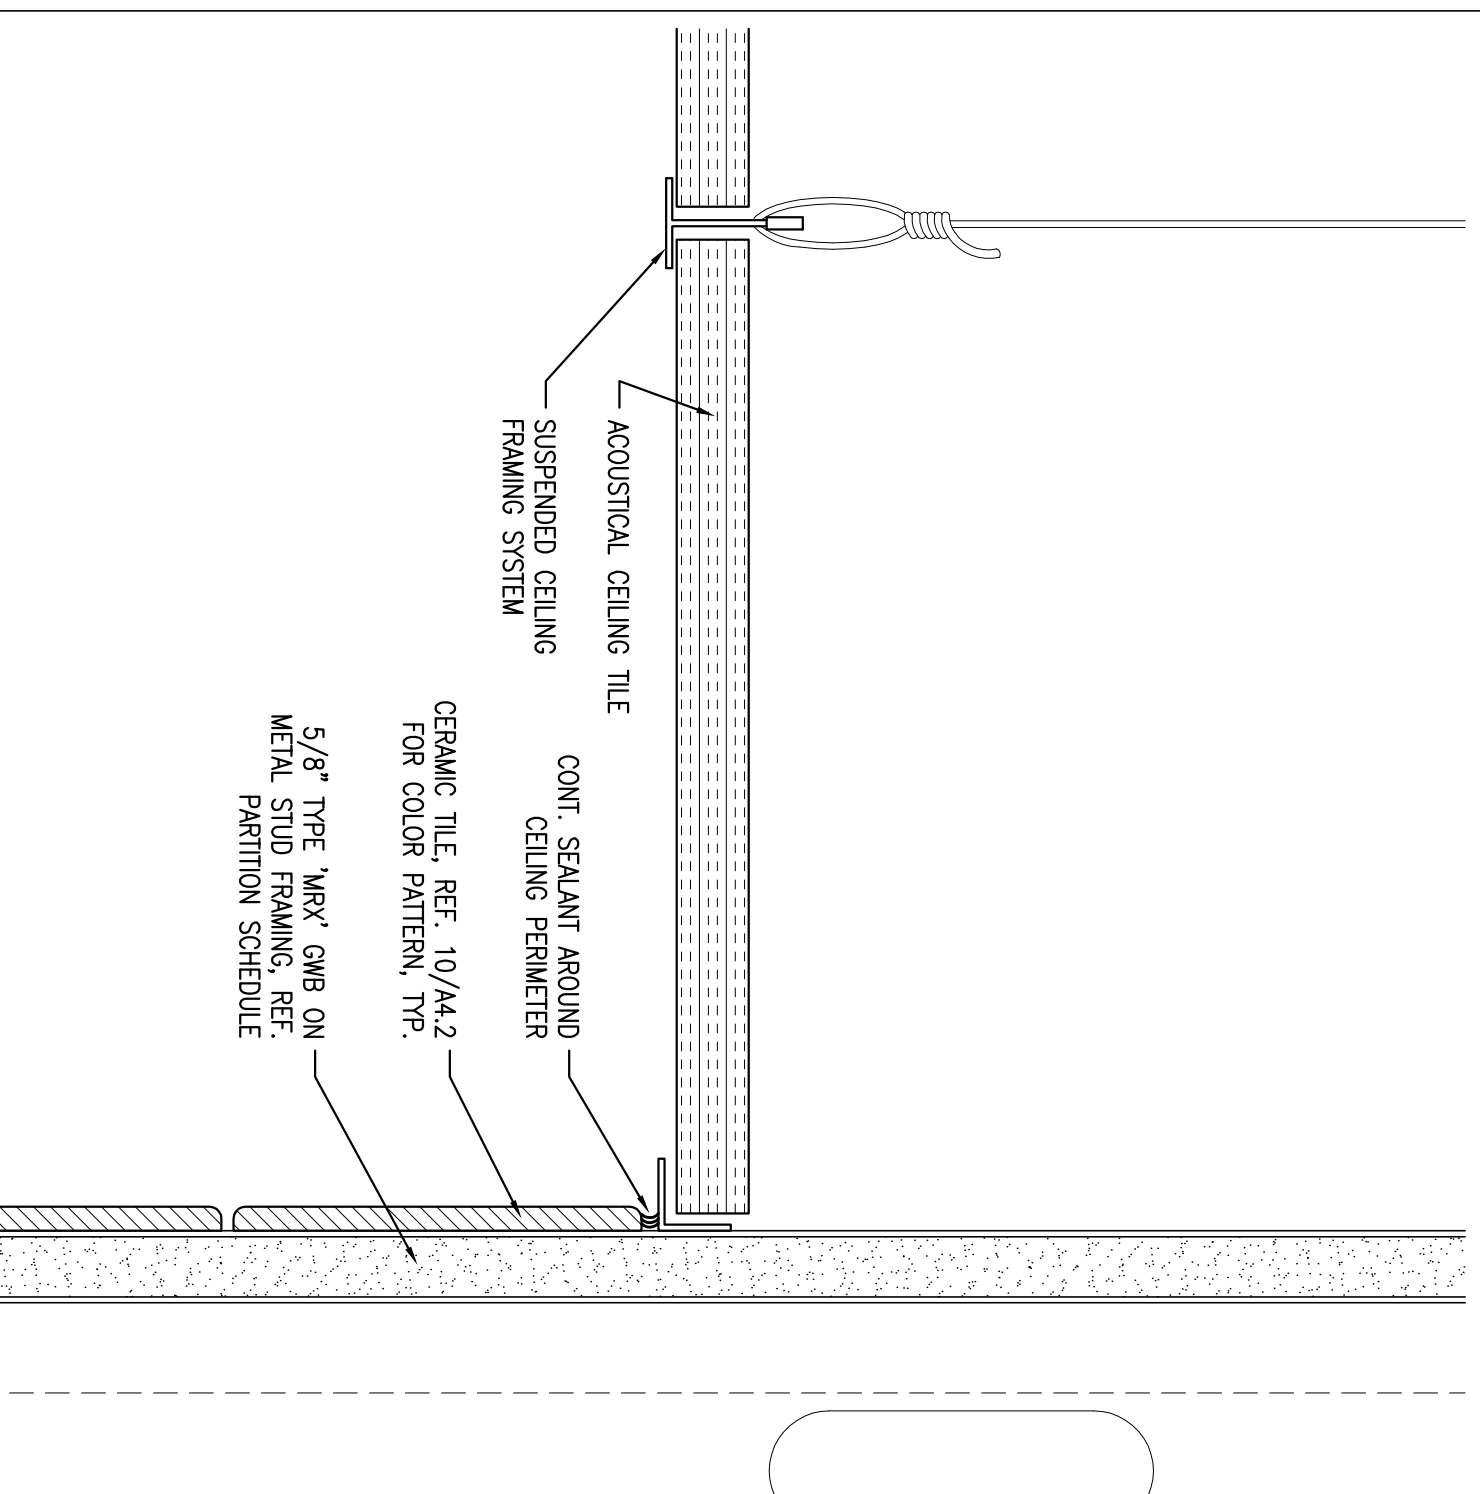 ACOUSTICAL CEILING TILE
SUSPENDED CEILING
FRAMING SYSTEM
CONT. SEALANT AROUND
CEILING PERIMETER
CERAMIC TILE, REF. 10/A4.2
FOR COLOR PATTERN, TYP.
5/8" TYPE 'MRX' GWB ON
METAL STUD FRAMING, REF.
PARTITION SCHEDULE